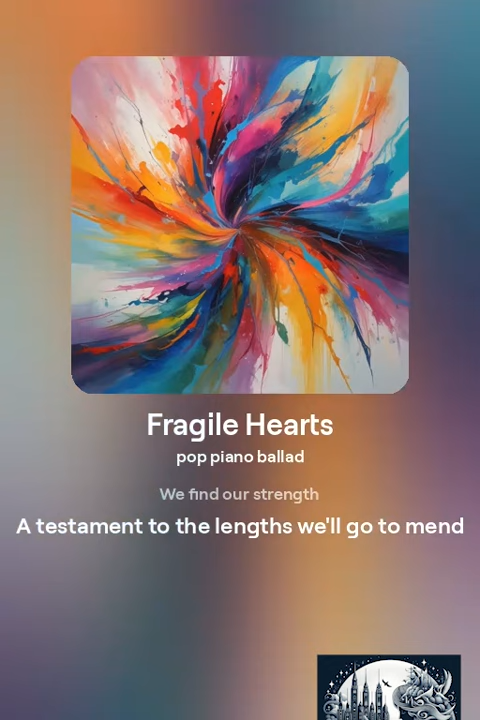 Fragile Hearts
pop piano ballad
We find our strength
A testament to the lengths we'll go to mend